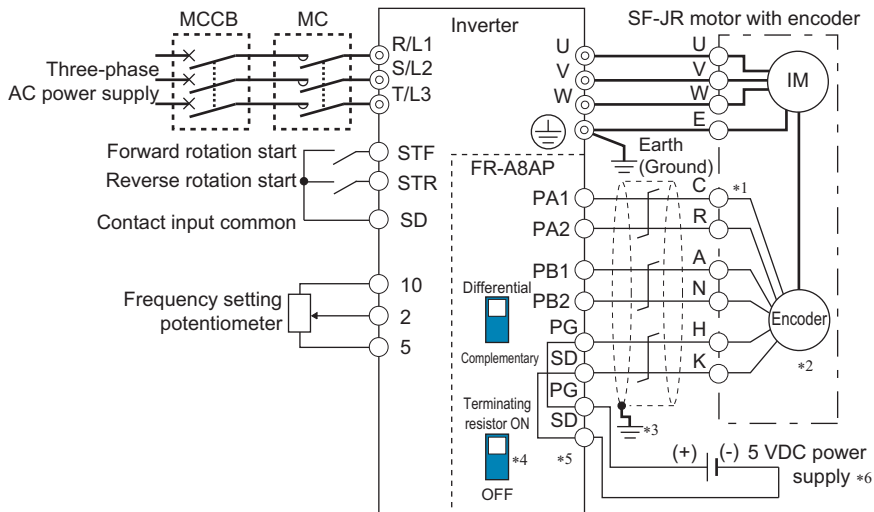 MCCB
MC
Three-phase
AC power supply
R/L1
S/L2
T/L3
Inverter
SF-JR motor with encoder
U
V
W
U
V
W
E
IM
Earth
(Ground)
Forward rotation start
Reverse rotation start
Contact input common
STF
STR
SD
Frequency setting
potentiometer
10
2
5
FR-A8AP
PA1
PA2
PB1
PB2
PG
SD
PG
SD
Differential
Complementary
Terminating
resistor ON
*4
OFF
*5
C
*1
R
A
N
H
K
Encoder
*2
*3
(+)
(-)
5 VDC power
supply *6